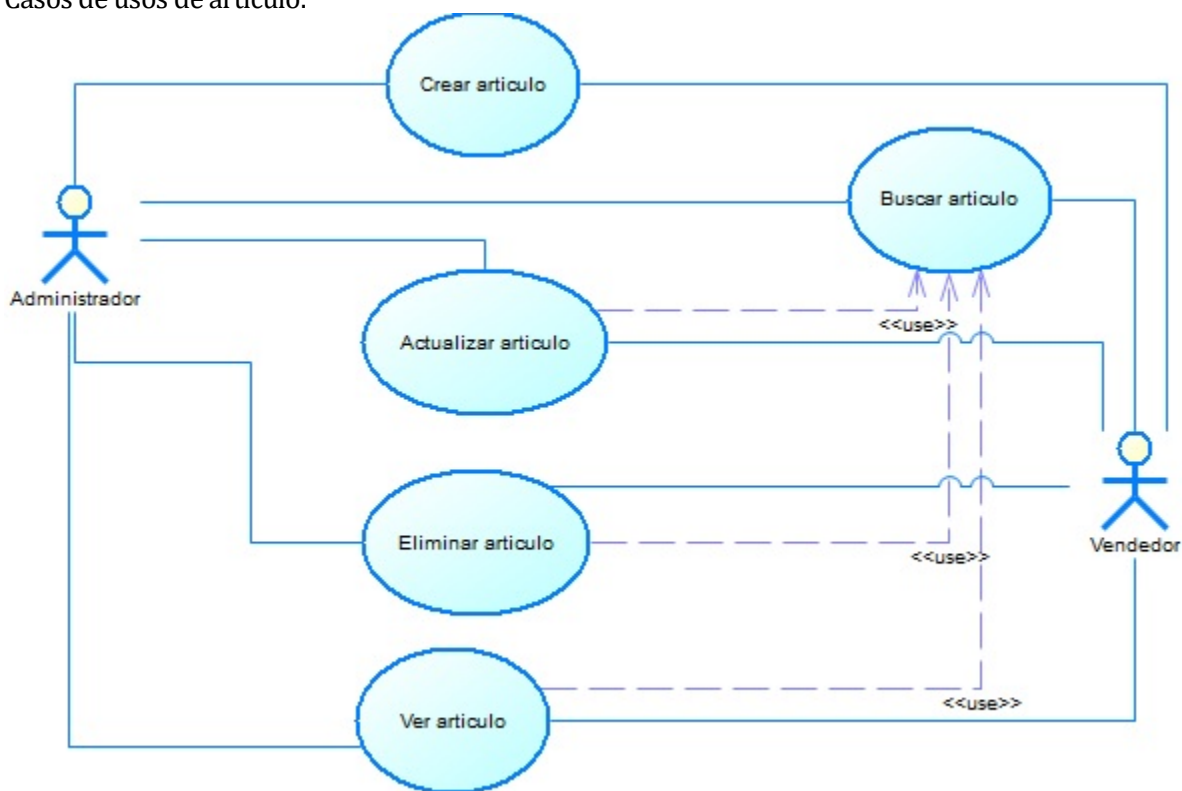 Casos de usos de artículo.
Crear articulo
Buscar articulo
Administrador
<<use>>
Actualizar articulo
Eliminar articulo
Vendedor
<<use>>
<<use>>
Ver articulo